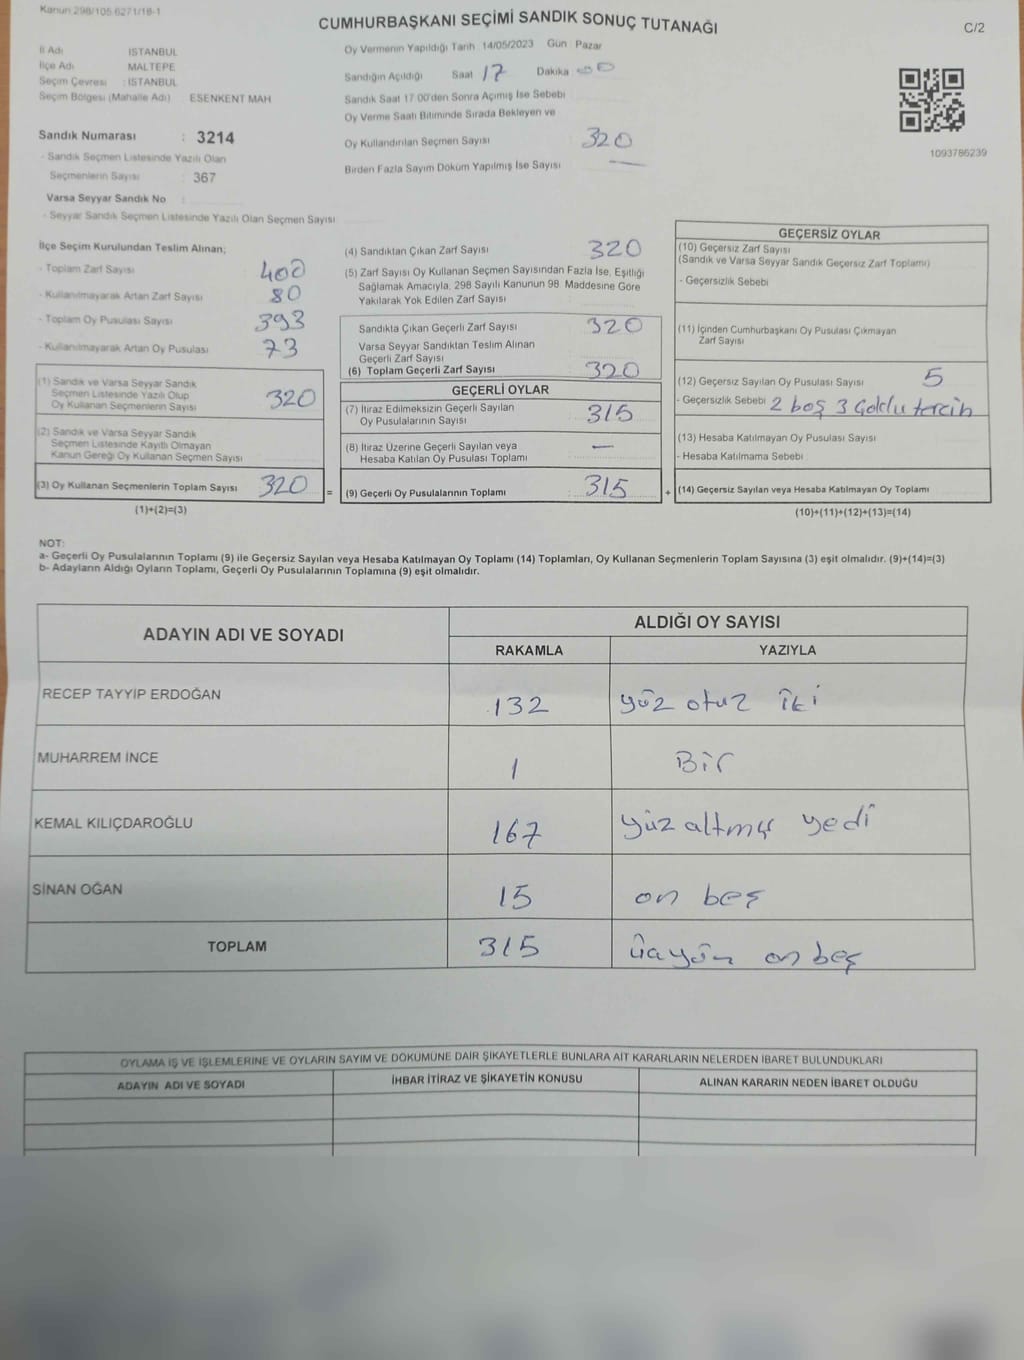 Kanun 298/105 6271/18-1
CUMHURBAŞKANI SEÇİMİ SANDIK SONUÇ TUTANAĞI
C/2
İl Adı İSTANBUL
İlçe Adı MALTEPE
Seçim Çevresi : İSTANBUL
Seçim Bölgesi (Mahalle Adı) ESENKENT MAH
Sandık Numarası : 3214
- Sandık Seçmen Listesinde Yazılı Olan
Seçmenlerin Sayısı : 367
Varsa Seyyar Sandık No :
- Seyyar Sandık Seçmen Listesinde Yazılı Olan Seçmen Sayısı
Oy Vermenin Yapıldığı Tarih 14/05/2023 Gün : Pazar
Sandığın Açıldığı Saat 17 Dakika : 00
Sandık Saat 17.00'den Sonra Açılmış İse Sebebi
Oy Verme Saati Bitiminde Sırada Bekleyen ve
Oy Kullandırılan Seçmen Sayısı 320
Birden Fazla Sayım Döküm Yapılmış İse Sayısı —
1093786239
İlçe Seçim Kurulundan Teslim Alınan;
- Toplam Zarf Sayısı 400
- Kullanılmayarak Artan Zarf Sayısı 80
- Toplam Oy Pusulası Sayısı 393
- Kullanılmayarak Artan Oy Pusulası 73
(1) Sandık ve Varsa Seyyar Sandık
Seçmen Listesinde Yazılı Olup
Oy Kullanan Seçmenlerin Sayısı 320
(2) Sandık ve Varsa Seyyar Sandık
Seçmen Listesinde Kayıtlı Olmayan
Kanun Gereği Oy Kullanan Seçmen Sayısı
(3) Oy Kullanan Seçmenlerin Toplam Sayısı 320 =
(1)+(2)=(3)
(4) Sandıktan Çıkan Zarf Sayısı 320
(5) Zarf Sayısı Oy Kullanan Seçmen Sayısından Fazla İse, Eşitliği
Sağlamak Amacıyla, 298 Sayılı Kanunun 98. Maddesine Göre
Yakılarak Yok Edilen Zarf Sayısı
Sandıkta Çıkan Geçerli Zarf Sayısı 320
Varsa Seyyar Sandıktan Teslim Alınan
Geçerli Zarf Sayısı
(6) Toplam Geçerli Zarf Sayısı 320
GEÇERLİ OYLAR
(7) İtiraz Edilmeksizin Geçerli Sayılan
Oy Pusulalarının Sayısı 315
(8) İtiraz Üzerine Geçerli Sayılan veya
Hesaba Katılan Oy Pusulası Toplamı —
(9) Geçerli Oy Pusulalarının Toplamı : 315 +
GEÇERSİZ OYLAR
(10) Geçersiz Zarf Sayısı
(Sandık ve Varsa Seyyar Sandık Geçersiz Zarf Toplamı)
- Geçersizlik Sebebi
(11) İçinden Cumhurbaşkanı Oy Pusulası Çıkmayan
Zarf Sayısı
(12) Geçersiz Sayılan Oy Pusulası Sayısı 5
- Geçersizlik Sebebi 2 boş 3 Çoklu tercih
(13) Hesaba Katılmayan Oy Pusulası Sayısı
- Hesaba Katılmama Sebebi
(14) Geçersiz Sayılan veya Hesaba Katılmayan Oy Toplamı
(10)+(11)+(12)+(13)=(14)
NOT:
a- Geçerli Oy Pusulalarının Toplamı (9) ile Geçersiz Sayılan veya Hesaba Katılmayan Oy Toplamı (14) Toplamları, Oy Kullanan Seçmenlerin Toplam Sayısına (3) eşit olmalıdır. (9)+(14)=(3)
b- Adayların Aldığı Oyların Toplamı, Geçerli Oy Pusulalarının Toplamına (9) eşit olmalıdır.
ADAYIN ADI VE SOYADI ALDIĞI OY SAYISI
RAKAMLA YAZIYLA
RECEP TAYYİP ERDOĞAN 132 yüz otuz iki
MUHARREM İNCE 1 Bir
KEMAL KILIÇDAROĞLU 167 yüz altmış yedi
SİNAN OĞAN 15 on beş
TOPLAM 315 üçyüz on beş
OYLAMA İŞ VE İŞLEMLERİNE VE OYLARIN SAYIM VE DÖKÜMÜNE DAİR ŞİKAYETLERLE BUNLARA AİT KARARLARIN NELERDEN İBARET BULUNDUKLARI
ADAYIN ADI VE SOYADI İHBAR İTİRAZ VE ŞİKAYETİN KONUSU ALINAN KARARIN NEDEN İBARET OLDUĞU